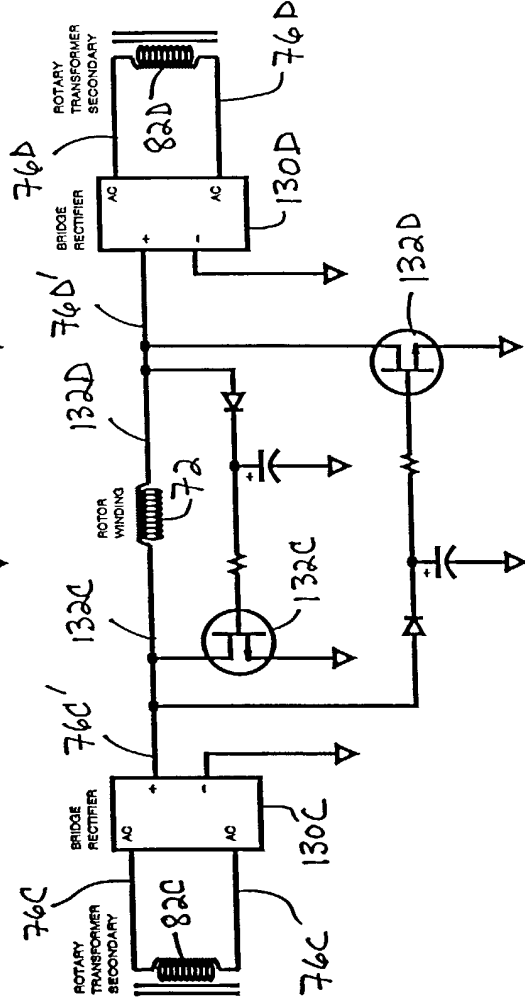 ROTARY
TRANSFORMER
SECONDARY
82D
76D
76D
AC
AC
BRIDGE
RECTIFIER
+
-
130D
76D'
132D
132D
ROTOR
WINDING
72
+
+
132C
132C
76C'
+
-
BRIDGE
RECTIFIER
AC
AC
130C
76C
76C
82C
ROTARY
TRANSFORMER
SECONDARY